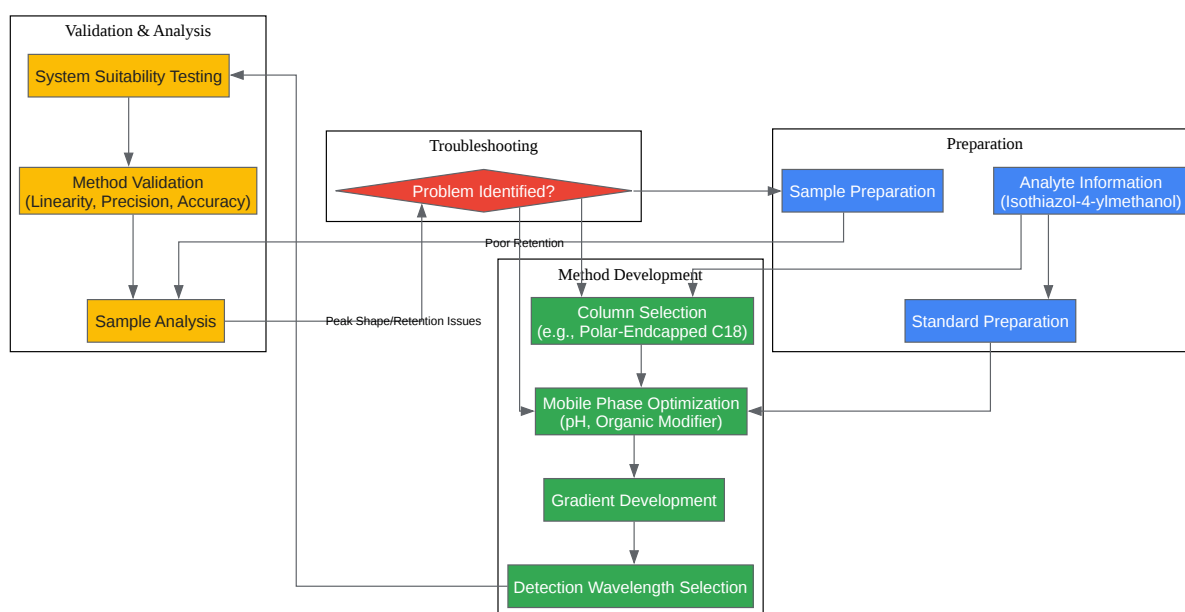 Validation & Analysis
System Suitability Testing
Method Validation
(Linearity, Precision, Accuracy)
Sample Analysis
Troubleshooting
Problem Identified?
Poor Retention
Peak Shape/Retention Issues
Preparation
Sample Preparation
Analyte Information
(Isothiazol-4-ylmethanol)
Standard Preparation
Method Development
Column Selection
(e.g., Polar-Endcapped C18)
Mobile Phase Optimization
(pH, Organic Modifier)
Gradient Development
Detection Wavelength Selection